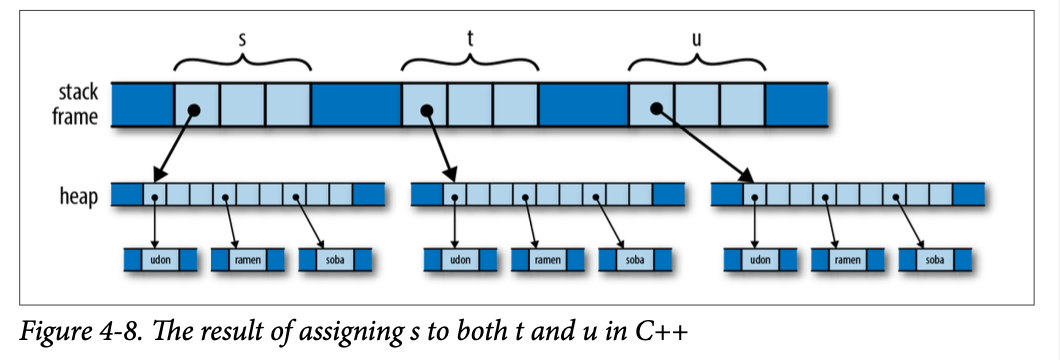 s t u
stack
frame
heap
udon ramen soba udon ramen soba udon ramen soba
Figure 4-8. The result of assigning s to both t and u in C++